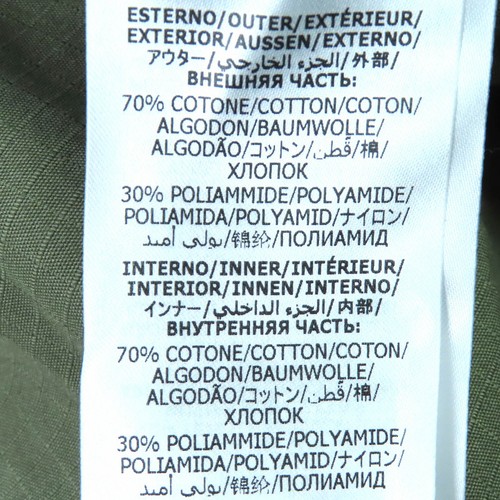 ESTERNO/OUTER/EXTÉRIEUR/
EXTERIOR/AUSSEN/EXTERNO/
アウター/الجزء الخارجي/外部/
ВНЕШНЯЯ ЧАСТЬ:
70% COTONE/COTTON/COTON/
ALGODON/BAUMWOLLE/
ALGODÃO/コットン/قطن/棉/
ХЛОПОК
30% POLIAMMIDE/POLYAMIDE/
POLIAMIDA/POLYAMID/ナイロン/
بولي أميد/锦纶/ПОЛИАМИД
INTERNO/INNER/INTÉRIEUR/
INTERIOR/INNEN/INTERNO/
インナー/الجزء الداخلي/内部/
ВНУТРЕННЯЯ ЧАСТЬ:
70% COTONE/COTTON/COTON/
ALGODON/BAUMWOLLE/
ALGODÃO/コットン/قطن/棉/
ХЛОПОК
30% POLIAMMIDE/POLYAMIDE/
POLIAMIDA/POLYAMID/ナイロン/
بولي أميد/锦纶/ПОЛИАМИД